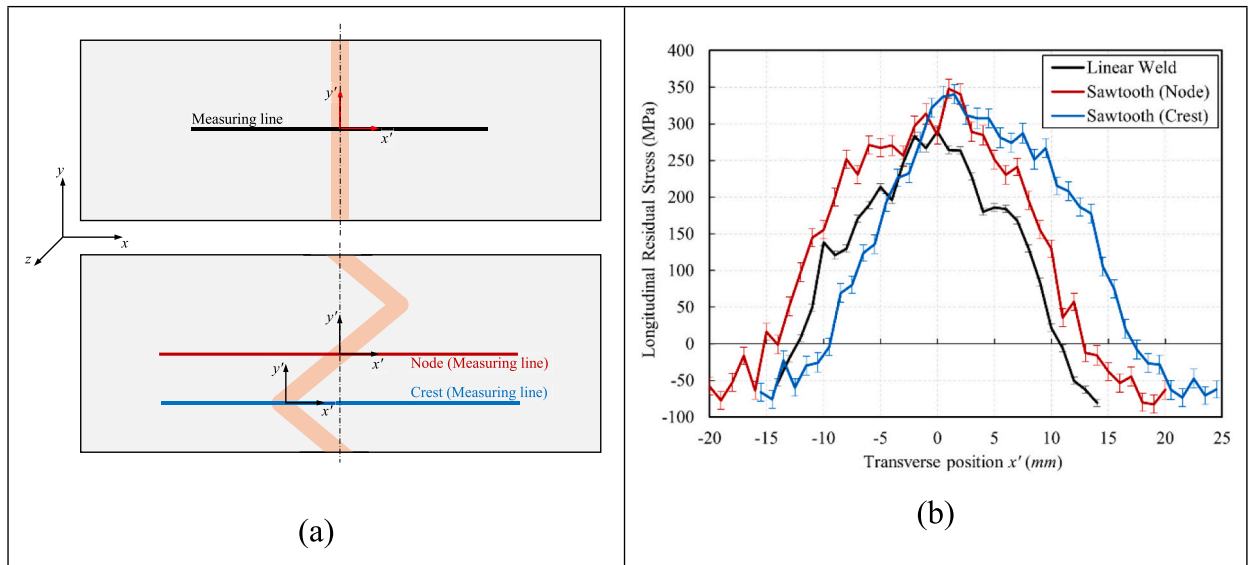 y′
Measuring line
x′
y
x
z
y′
Node (Measuring line)
x′
y′
Crest (Measuring line)
x′
(a)
400
350
300
250
200
150
100
50
0
-50
-100
Longitudinal Residual Stress (MPa)
Linear Weld
Sawtooth (Node)
Sawtooth (Crest)
-20 -15 -10 -5 0 5 10 15 20 25
Transverse position x′ (mm)
(b)